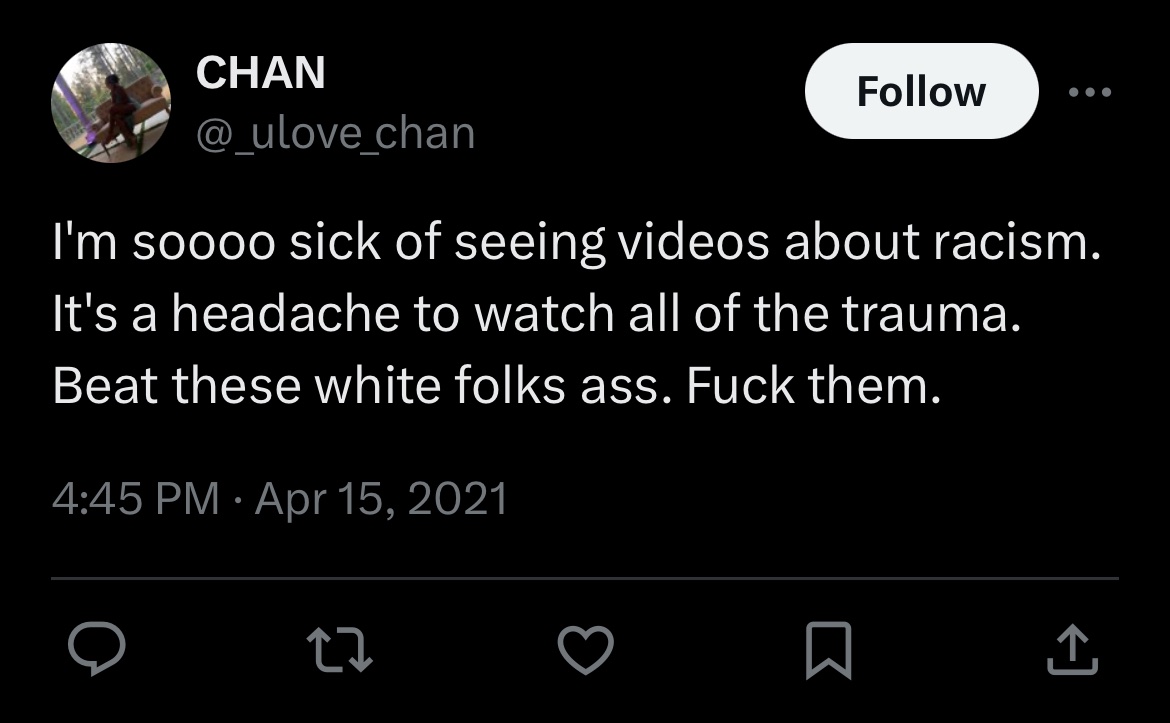 CHAN
@_ulove_chan
Follow
I'm soooo sick of seeing videos about racism.
It's a headache to watch all of the trauma.
Beat these white folks ass. Fuck them.
4:45 PM · Apr 15, 2021